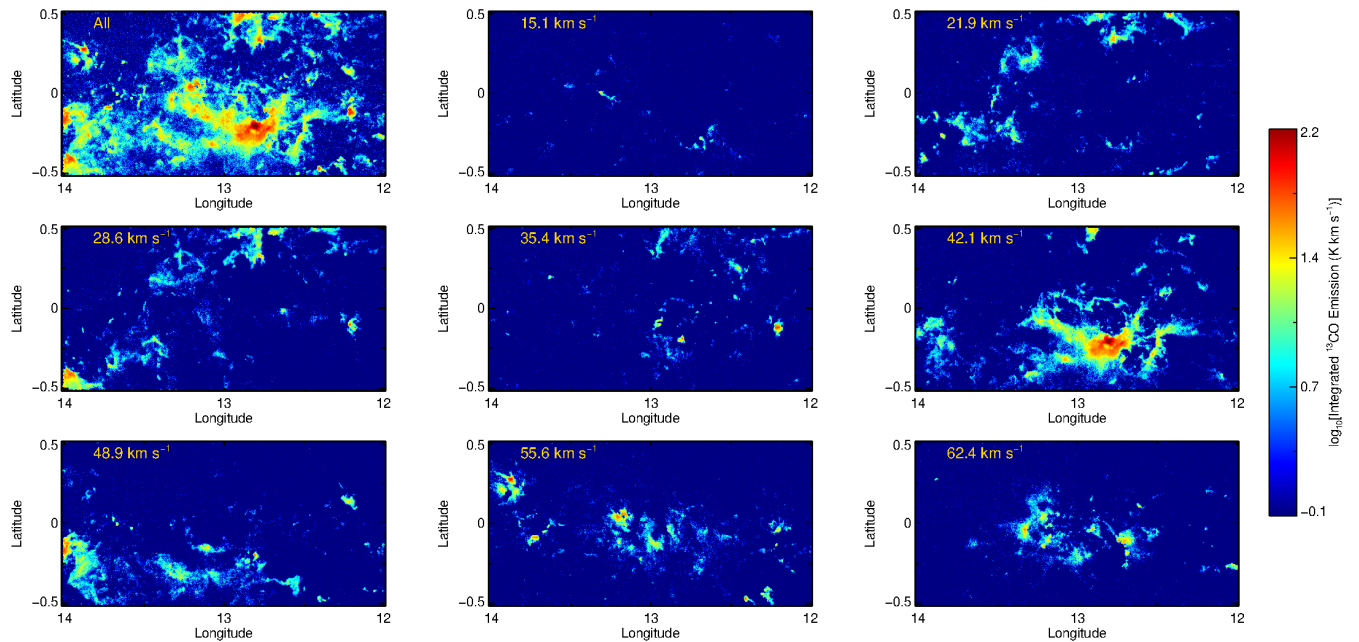 All
15.1 km s⁻¹
21.9 km s⁻¹
0.5
0
−0.5
Latitude
14
13
12
Longitude
0.5
0
−0.5
Latitude
14
13
12
Longitude
0.5
0
−0.5
Latitude
14
13
12
Longitude
28.6 km s⁻¹
35.4 km s⁻¹
42.1 km s⁻¹
0.5
0
−0.5
Latitude
14
13
12
Longitude
0.5
0
−0.5
Latitude
14
13
12
Longitude
0.5
0
−0.5
Latitude
14
13
12
Longitude
48.9 km s⁻¹
55.6 km s⁻¹
62.4 km s⁻¹
0.5
0
−0.5
Latitude
14
13
12
Longitude
0.5
0
−0.5
Latitude
14
13
12
Longitude
0.5
0
−0.5
Latitude
14
13
12
Longitude
2.2
1.4
0.7
−0.1
log₁₀[Integrated ¹³CO Emission (K km s⁻¹)]